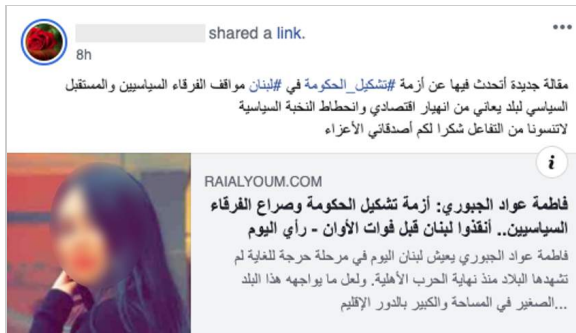 shared a link.
8h
مقالة جديدة أتحدث فيها عن أزمة #تشكيل_الحكومة في #لبنان مواقف الفرقاء السياسيين والمستقبل
السياسي لبلد يعاني من انهيار اقتصادي وانحطاط النخبة السياسية
لاتنسونا من التفاعل شكرا لكم أصدقائي الأعزاء
RAIALYOUM.COM
فاطمة عواد الجبوري: أزمة تشكيل الحكومة وصراع الفرقاء
السياسيين.. أنقذوا لبنان قبل فوات الأوان - رأي اليوم
فاطمة عواد الجبوري يعيش لبنان اليوم في مرحلة حرجة للغاية لم
تشهدها البلاد منذ نهاية الحرب الأهلية. ولعل ما يواجهه هذا البلد
الصغير في المساحة والكبير بالدور الإقليم...